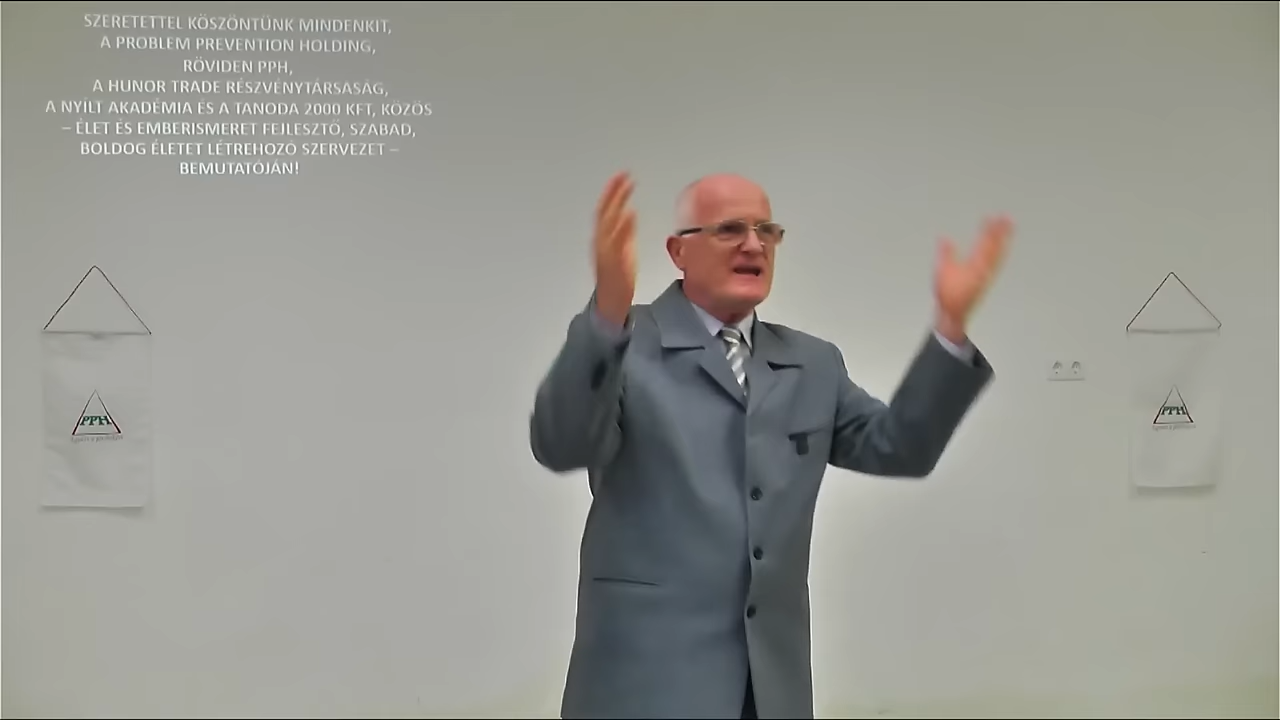 SZERETETTEL KÖSZÖNTÜNK MINDENKIT,
A PROBLEM PREVENTION HOLDING,
RÖVIDEN PPH,
A HUNOR TRADE RÉSZVÉNYTÁRSASÁG,
A NYÍLT AKADÉMIA ÉS A TANODA 2000 KFT, KÖZÖS
– ÉLET ÉS EMBERISMERET FEJLESZTŐ, SZABAD,
BOLDOG ÉLETET LÉTREHOZÓ SZERVEZET –
BEMUTATÓJÁN!
PPH
PPH